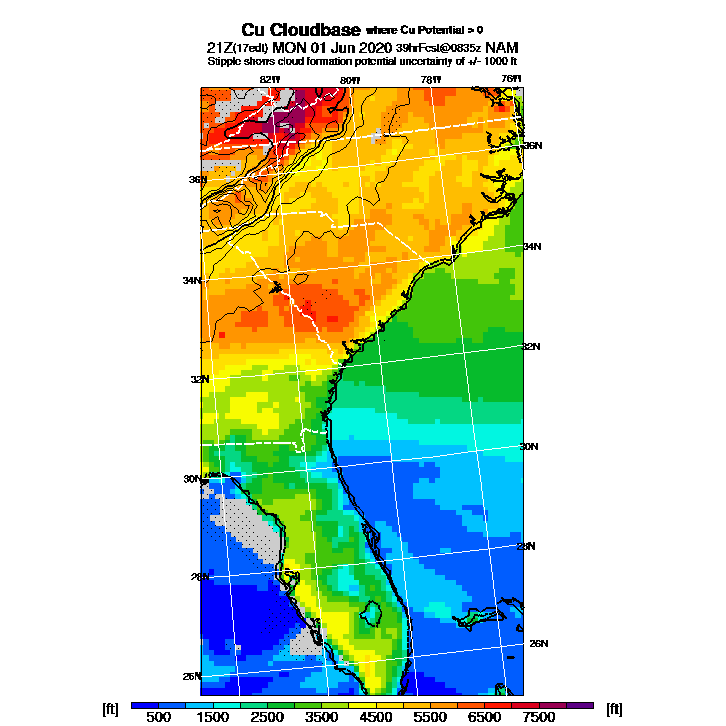 Cu Cloudbase where Cu Potential > 0
21Z(17edt) MON 01 Jun 2020 39hrFcst@0835z NAM
Stipple shows cloud formation potential uncertainty of +/- 1000 ft
82W 80W 78W 76W
36N
36N
34N
34N
32N
32N
30N
30N
28N
28N
26N
26N
[ft] 500 1500 2500 3500 4500 5500 6500 7500 [ft]